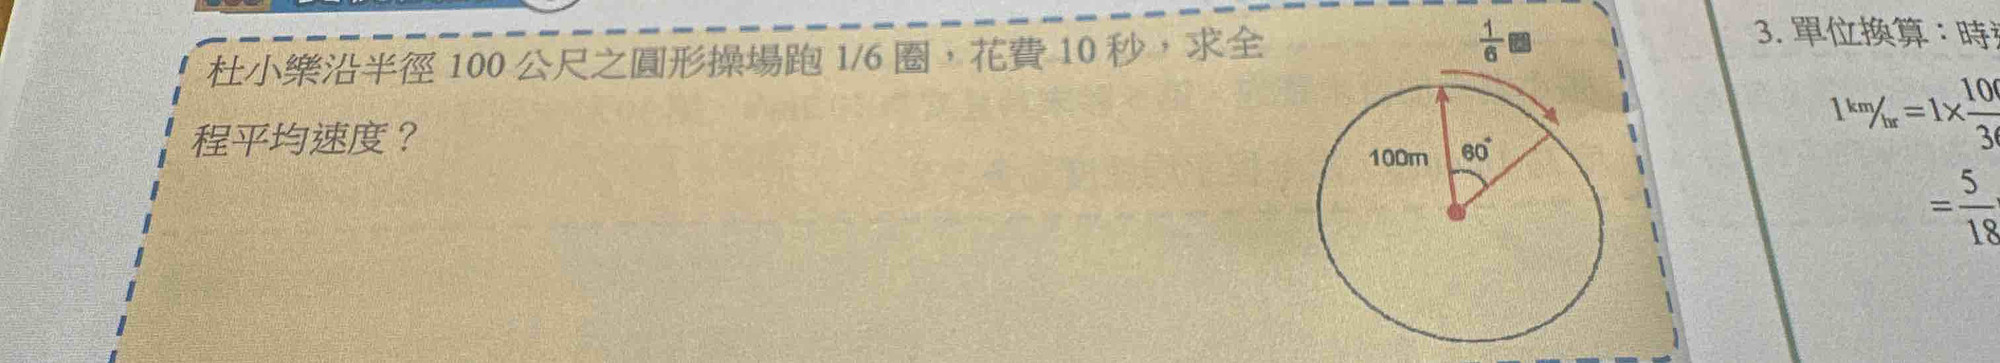 杜小樂沿半徑 100 公尺之圓形操場跑 1/6 圈，花費 10 秒，求全
程平均速度？
1/6 圈
100m 60°
3. 單位換算：時
1 km/hr = 1×
= 5/18